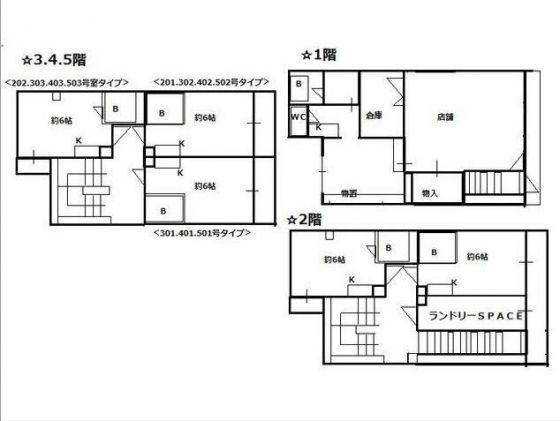 ☆3.4.5階
<202.303.403.503号室タイプ>
<201.302.402.502号タイプ>
B
B
約6帖
約6帖
K
K
約6帖
K
B
<301.401.501号タイプ>
☆1階
B
WC
K
倉庫
店舗
物置
物入
☆2階
B
B
約6帖
約6帖
K
K
ランドリーSPACE